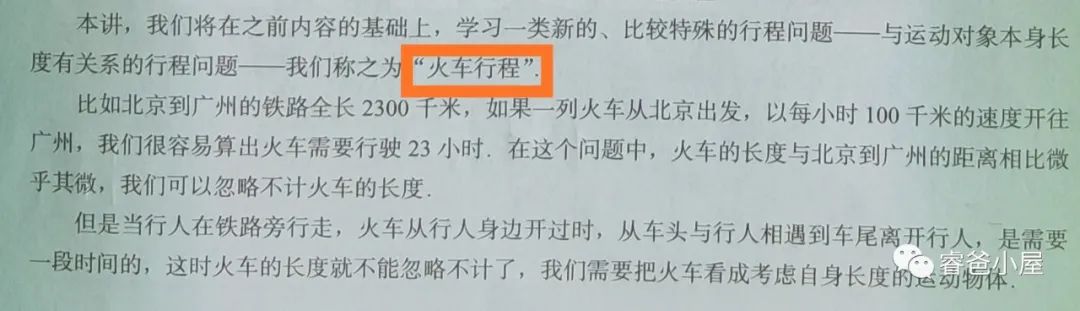 本讲，我们将在之前内容的基础上，学习一类新的、比较特殊的行程问题——与运动对象本身长
度有关系的行程问题——我们称之为“火车行程”.
比如北京到广州的铁路全长 2300 千米，如果一列火车从北京出发，以每小时 100 千米的速度开往
广州，我们很容易算出火车需要行驶 23 小时．在这个问题中，火车的长度与北京到广州的距离相比微
乎其微，我们可以忽略不计火车的长度．
但是当行人在铁路旁行走，火车从行人身边开过时，从车头与行人相遇到车尾离开行人，是需要
一段时间的，这时火车的长度就不能忽略不计了，我们需要把火车看成考虑自身长度的运动物体．
睿爸小屋